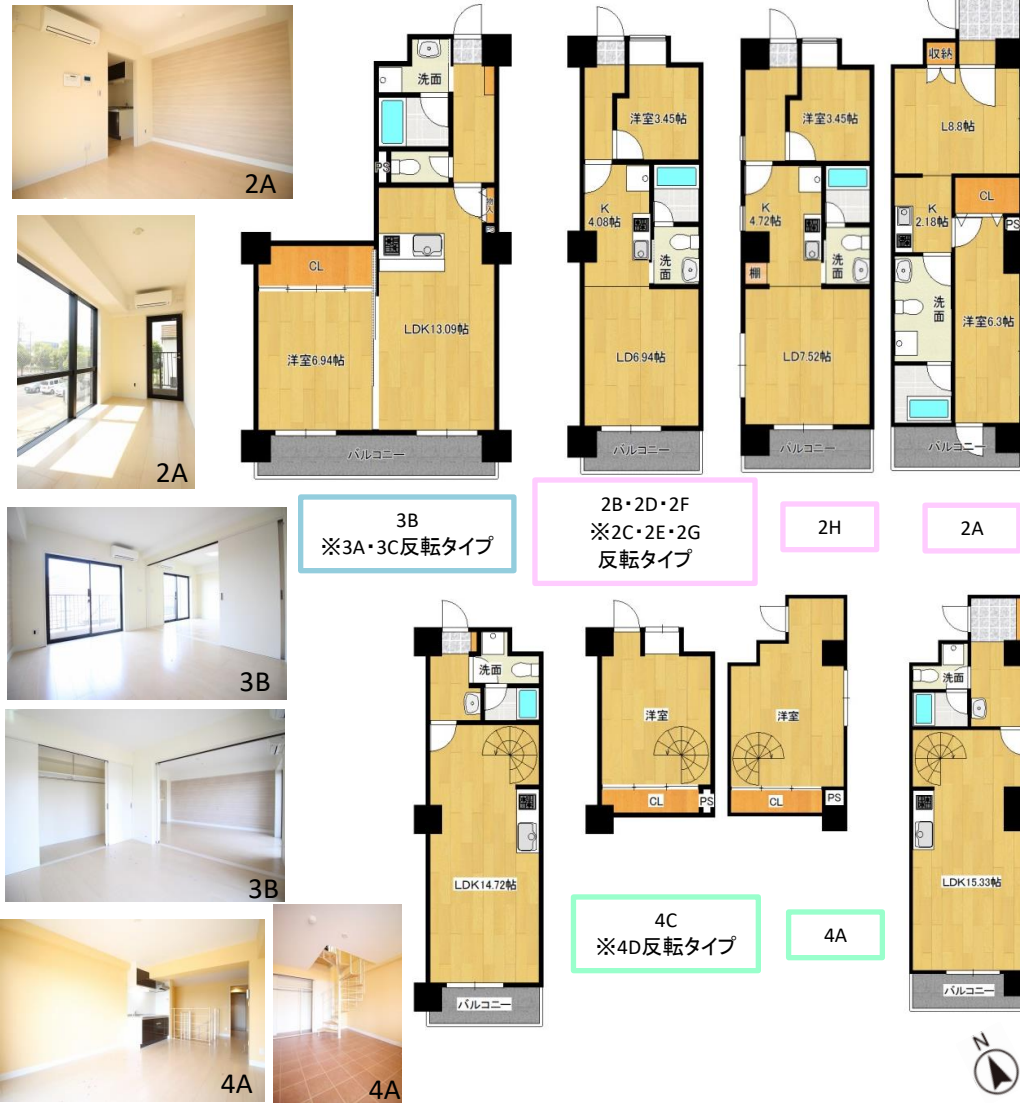 2A
2A
3B
3B
4A
4A
洗面
PS
物入
CL
LDK13.09帖
洋室6.94帖
バルコニー
3B
※3A・3C反転タイプ
洋室3.45帖
K
4.08帖
洗面
LD6.94帖
バルコニー
2B・2D・2F
※2C・2E・2G
反転タイプ
洋室3.45帖
K
4.72帖
洗面
棚
LD7.52帖
バルコニー
2H
収納
L8.8帖
K
2.18帖
CL
PS
洗面
洋室6.3帖
バルコニー
2A
洗面
LDK14.72帖
バルコニー
洋室
CL
PS
4C
※4D反転タイプ
洋室
CL
PS
4A
洗面
LDK15.33帖
バルコニー
N